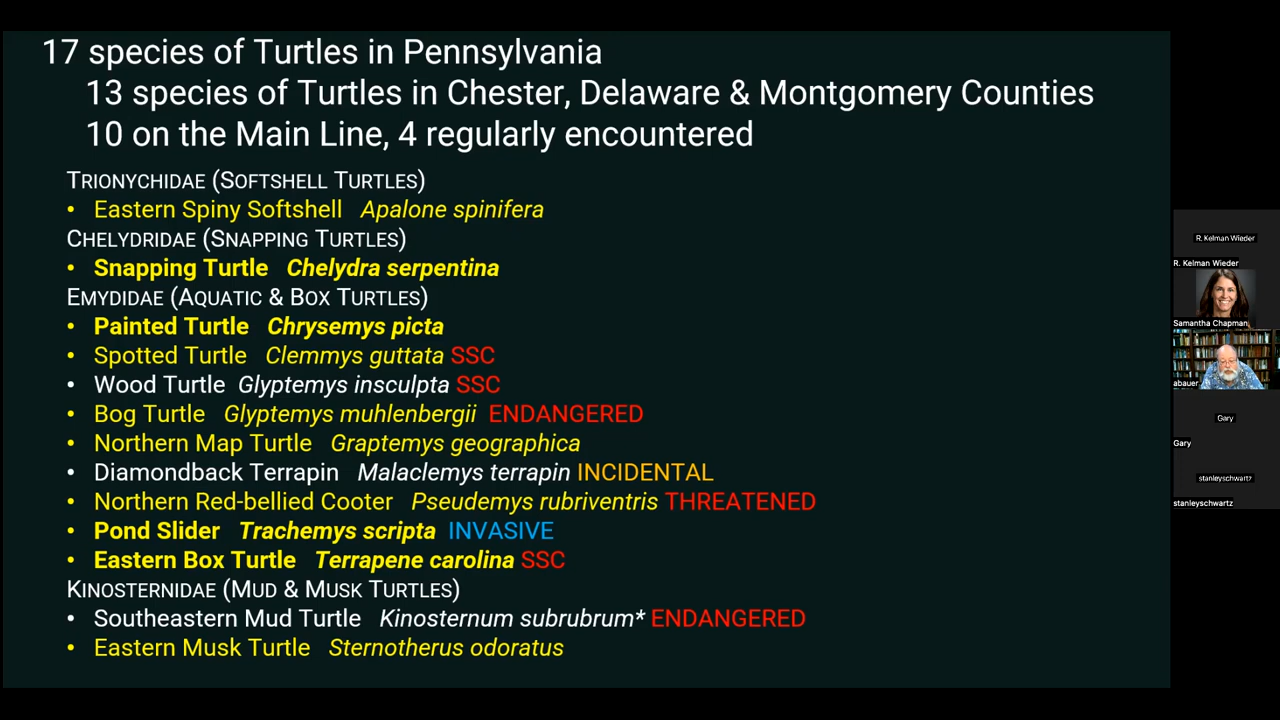 17 species of Turtles in Pennsylvania
13 species of Turtles in Chester, Delaware & Montgomery Counties
10 on the Main Line, 4 regularly encountered
TRIONYCHIDAE (SOFTSHELL TURTLES)
• Eastern Spiny Softshell Apalone spinifera
CHELYDRIDAE (SNAPPING TURTLES)
• Snapping Turtle Chelydra serpentina
EMYDIDAE (AQUATIC & BOX TURTLES)
• Painted Turtle Chrysemys picta
• Spotted Turtle Clemmys guttata SSC
• Wood Turtle Glyptemys insculpta SSC
• Bog Turtle Glyptemys muhlenbergii ENDANGERED
• Northern Map Turtle Graptemys geographica
• Diamondback Terrapin Malaclemys terrapin INCIDENTAL
• Northern Red-bellied Cooter Pseudemys rubriventris THREATENED
• Pond Slider Trachemys scripta INVASIVE
• Eastern Box Turtle Terrapene carolina SSC
KINOSTERNIDAE (MUD & MUSK TURTLES)
• Southeastern Mud Turtle Kinosternum subrubrum* ENDANGERED
• Eastern Musk Turtle Sternotherus odoratus
R. Kelman Wieder
R. Kelman Wieder
Samantha Chapman
abauer
Gary
Gary
stanleyschwartz
stanleyschwartz